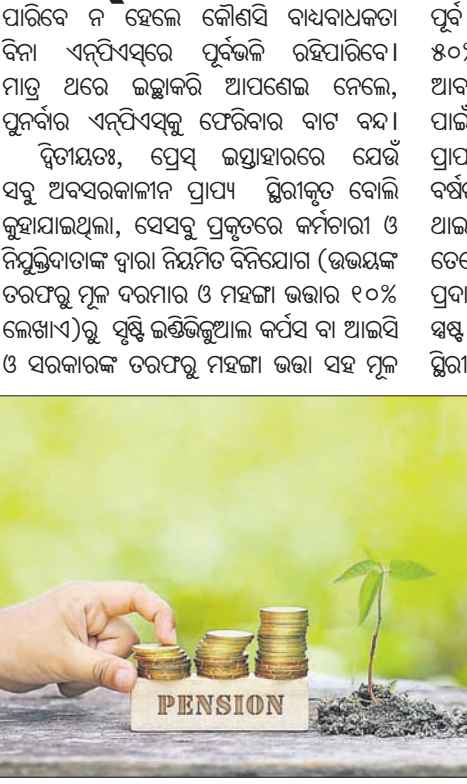 ପାରିବେ ନ ହେଲେ କୌଣସି ବାଧ୍ୟବାଧକତା
ବିନା ଏନ୍‌ପିଏସ୍‌ରେ ପୂର୍ବଭଳି ରହିପାରିବେ।
ମାତ୍ର ଥରେ ଇଚ୍ଛାକରି ଆପଣେଇ ନେଲେ,
ପୁନର୍ବାର ଏନ୍‌ପିଏସ୍‌କୁ ଫେରିବାର ବାଟ ବନ୍ଦ।
ଦ୍ୱିତୀୟତଃ, ପ୍ରେସ୍ ଇସ୍ତାହାରରେ ଯେଉଁ
ସବୁ ଅବସରକାଳୀନ ପ୍ରାପ୍ୟ ସ୍ଥିରୀକୃତ ବୋଲି
କୁହାଯାଇଥିଲା, ସେସବୁ ପ୍ରକୃତରେ କର୍ମଚାରୀ ଓ
ନିଯୁକ୍ତିଦାତାଙ୍କ ଦ୍ୱାରା ନିୟମିତ ବିନିଯୋଗ (ଉଭୟଙ୍କ
ତରଫରୁ ମୂଳ ଦରମାର ଓ ମହଙ୍ଗା ଭତ୍ତାର ୧୦%
ଲେଖାଏ)ରୁ ସୃଷ୍ଟି ଇଣ୍ଡିଭିଜୁଆଲ କର୍ପସ ବା ଆଇସି
ଓ ସରକାରଙ୍କ ତରଫରୁ ମହଙ୍ଗା ଭତ୍ତା ସହ ମୂଳ
ପୂର୍ବ
୫୦%
ବର୍ଷ
ଥାଇ
ସ୍ପଷ୍ଟ
PENSION